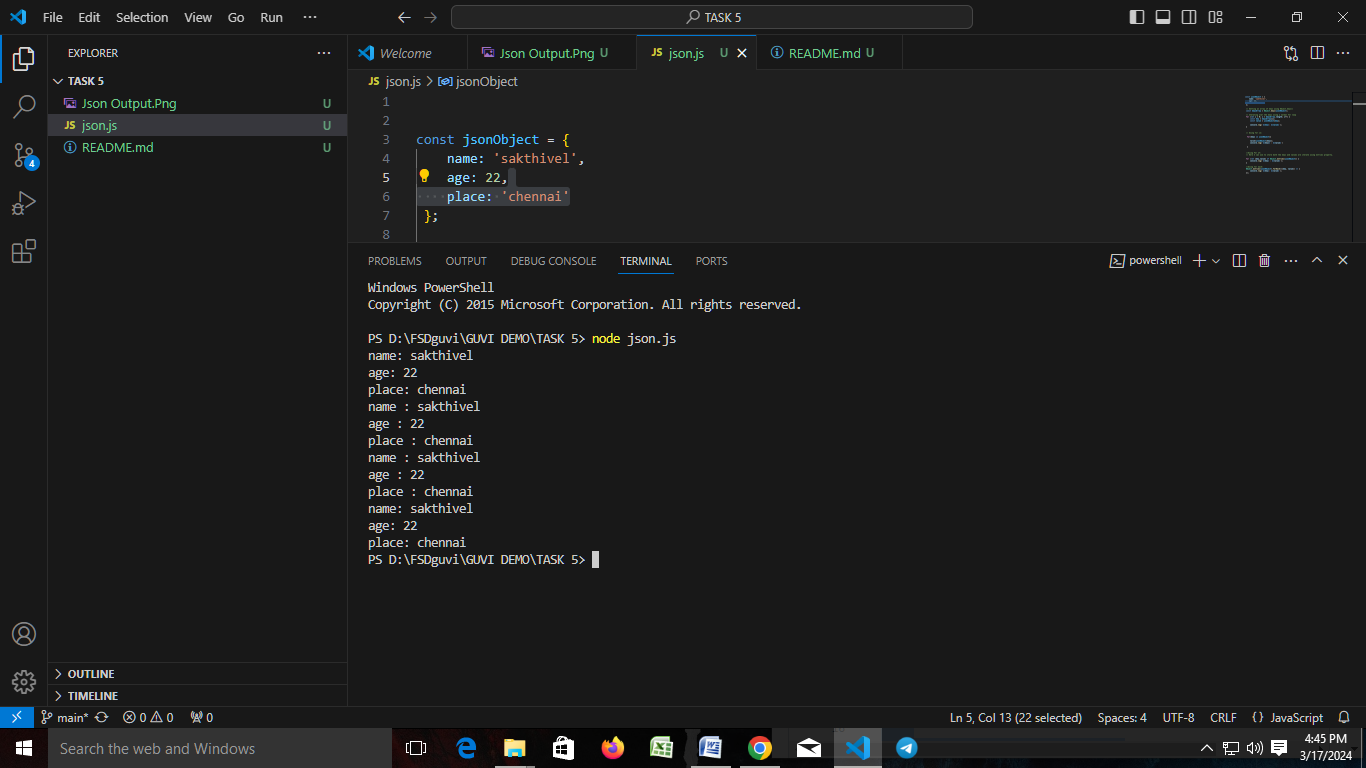 File Edit Selection View Go Run ··· TASK 5
EXPLORER ···
TASK 5
Json Output.Png U
JS json.js U
README.md U
OUTLINE
TIMELINE
Welcome Json Output.Png U JS json.js U README.md U ···
JS json.js > jsonObject
1
2
3 const jsonObject = {
4 name: 'sakthivel',
5 age: 22,
6 ····place:·'chennai'
7 };
8
PROBLEMS OUTPUT DEBUG CONSOLE TERMINAL PORTS powershell ···
Windows PowerShell
Copyright (C) 2015 Microsoft Corporation. All rights reserved.
PS D:\FSDguvi\GUVI DEMO\TASK 5> node json.js
name: sakthivel
age: 22
place: chennai
name : sakthivel
age : 22
place : chennai
name : sakthivel
age : 22
place : chennai
name: sakthivel
age: 22
place: chennai
PS D:\FSDguvi\GUVI DEMO\TASK 5>
4
main* 0 0 0 Ln 5, Col 13 (22 selected) Spaces: 4 UTF-8 CRLF {} JavaScript
Search the web and Windows
4:45 PM
3/17/2024